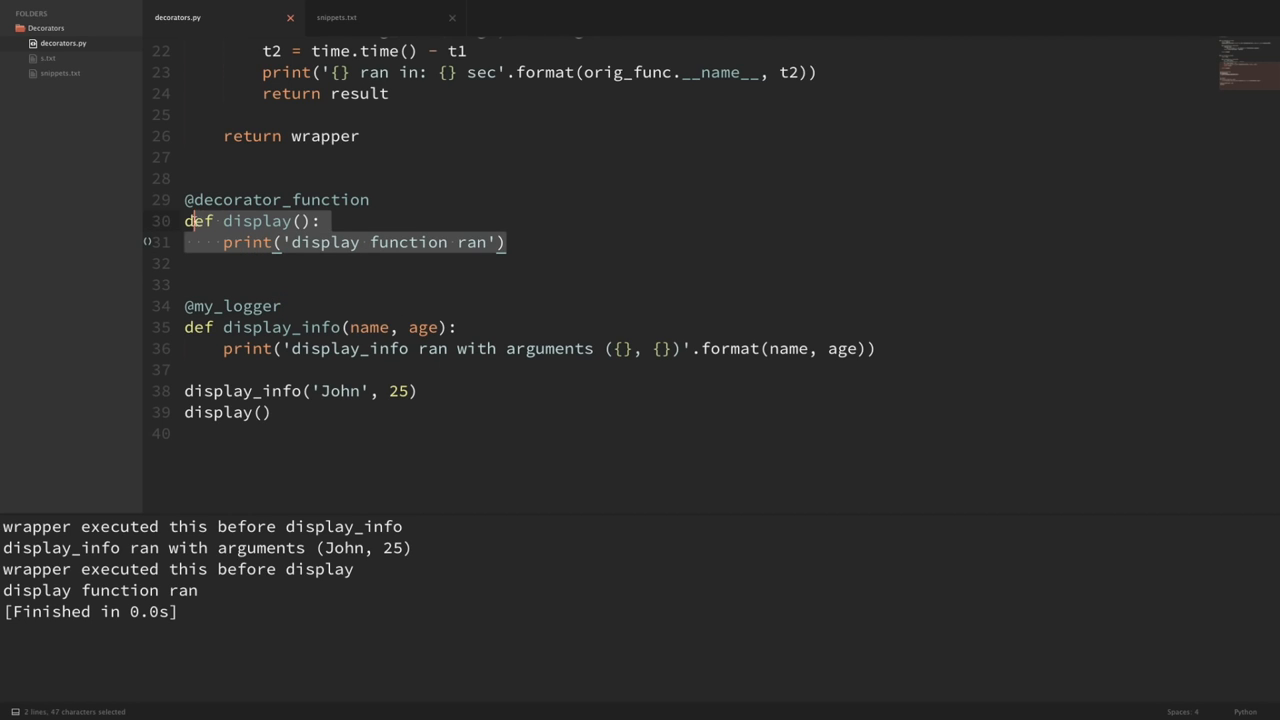 FOLDERS
Decorators
decorators.py
s.txt
snippets.txt
decorators.py
snippets.txt
22 t2 = time.time() - t1
23 print('{} ran in: {} sec'.format(orig_func.__name__, t2))
24 return result
25
26 return wrapper
27
28
29 @decorator_function
30 def display():
31 print('display function ran')
32
33
34 @my_logger
35 def display_info(name, age):
36 print('display_info ran with arguments ({}, {})'.format(name, age))
37
38 display_info('John', 25)
39 display()
40
wrapper executed this before display_info
display_info ran with arguments (John, 25)
wrapper executed this before display
display function ran
[Finished in 0.0s]
2 lines, 47 characters selected
Spaces: 4
Python